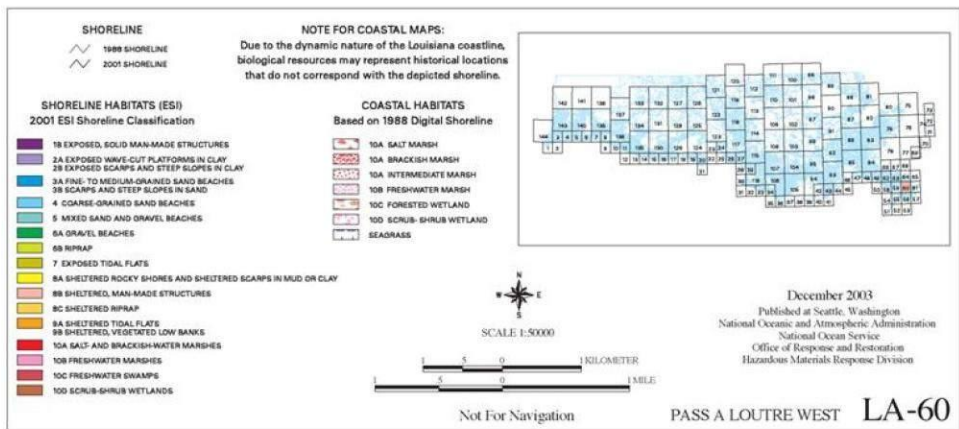 SHORELINE
1988 SHORELINE
2001 SHORELINE
NOTE FOR COASTAL MAPS:
Due to the dynamic nature of the Louisiana coastline,
biological resources may represent historical locations
that do not correspond with the depicted shoreline.
SHORELINE HABITATS (ESI)
2001 ESI Shoreline Classification
1B EXPOSED, SOLID MAN-MADE STRUCTURES
2A EXPOSED WAVE-CUT PLATFORMS IN CLAY
2B EXPOSED SCARPS AND STEEP SLOPES IN CLAY
3A FINE- TO MEDIUM-GRAINED SAND BEACHES
3B SCARPS AND STEEP SLOPES IN SAND
4 COARSE-GRAINED SAND BEACHES
5 MIXED SAND AND GRAVEL BEACHES
6A GRAVEL BEACHES
6B RIPRAP
7 EXPOSED TIDAL FLATS
8A SHELTERED ROCKY SHORES AND SHELTERED SCARPS IN MUD OR CLAY
8B SHELTERED, MAN-MADE STRUCTURES
8C SHELTERED RIPRAP
9A SHELTERED TIDAL FLATS
9B SHELTERED, VEGETATED LOW BANKS
10A SALT- AND BRACKISH-WATER MARSHES
10B FRESHWATER MARSHES
10C FRESHWATER SWAMPS
10D SCRUB-SHRUB WETLANDS
COASTAL HABITATS
Based on 1988 Digital Shoreline
10A SALT MARSH
10A BRACKISH MARSH
10A INTERMEDIATE MARSH
10B FRESHWATER MARSH
10C FORESTED WETLAND
10D SCRUB- SHRUB WETLAND
SEAGRASS
N
W E
S
SCALE 1:50000
1 .5 0 1 KILOMETER
1 .5 0 1 MILE
Not For Navigation
December 2003
Published at Seattle, Washington
National Oceanic and Atmospheric Administration
National Ocean Service
Office of Response and Restoration
Hazardous Materials Response Division
PASS A LOUTRE WEST LA-60